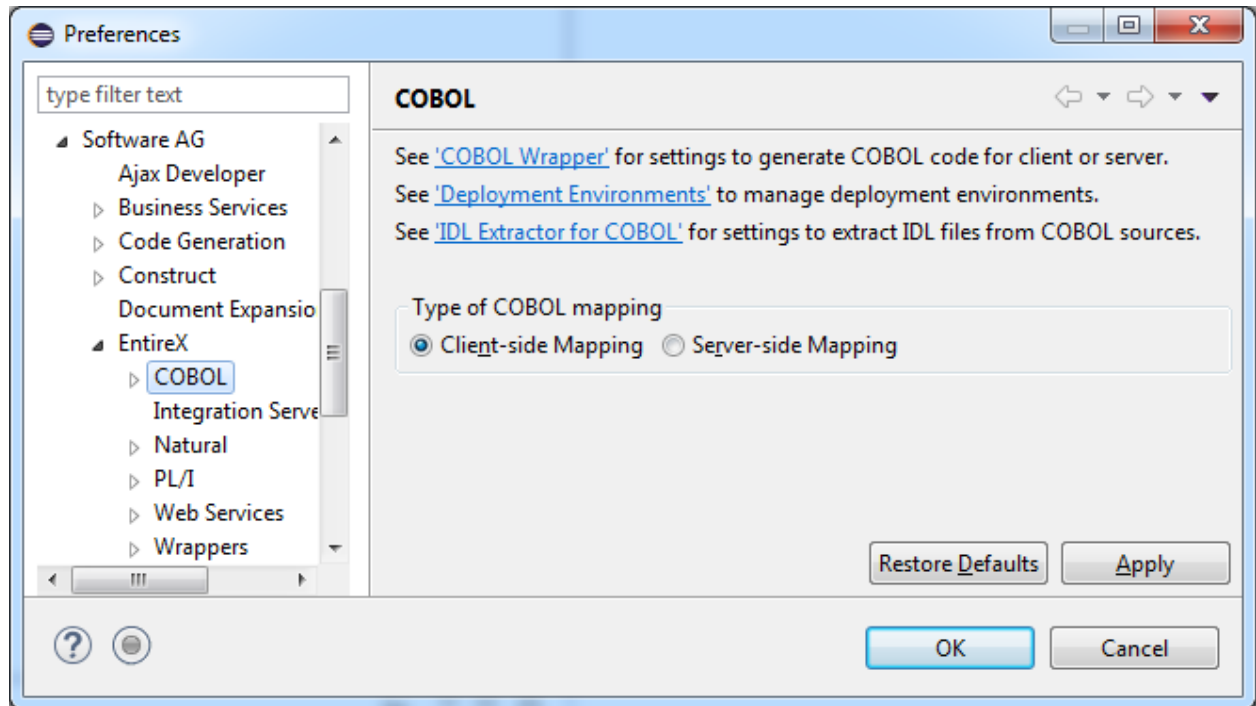 Preferences
type filter text
Software AG
Ajax Developer
Business Services
Code Generation
Construct
Document Expansio
EntireX
COBOL
Integration Serve
Natural
PL/I
Web Services
Wrappers
COBOL
See 'COBOL Wrapper' for settings to generate COBOL code for client or server.
See 'Deployment Environments' to manage deployment environments.
See 'IDL Extractor for COBOL' for settings to extract IDL files from COBOL sources.
Type of COBOL mapping
Client-side Mapping Server-side Mapping
Restore Defaults Apply
OK Cancel